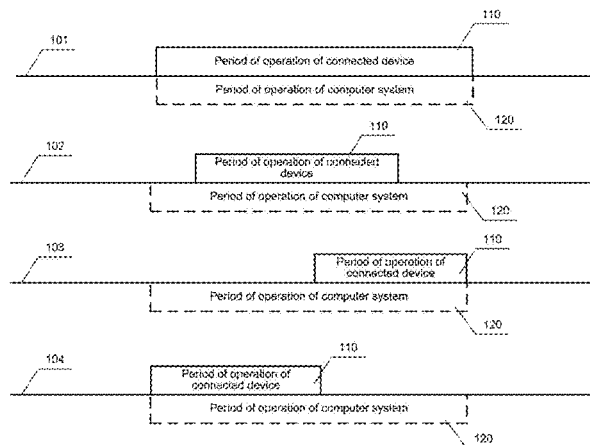 110
101
Period of operation of connected device
Period of operation of computer system
120
110
102
Period of operation of connected
device
Period of operation of computer system
120
110
103
Period of operation of
connected device
Period of operation of computer system
120
110
104
Period of operation of
connected device
Period of operation of computer system
120